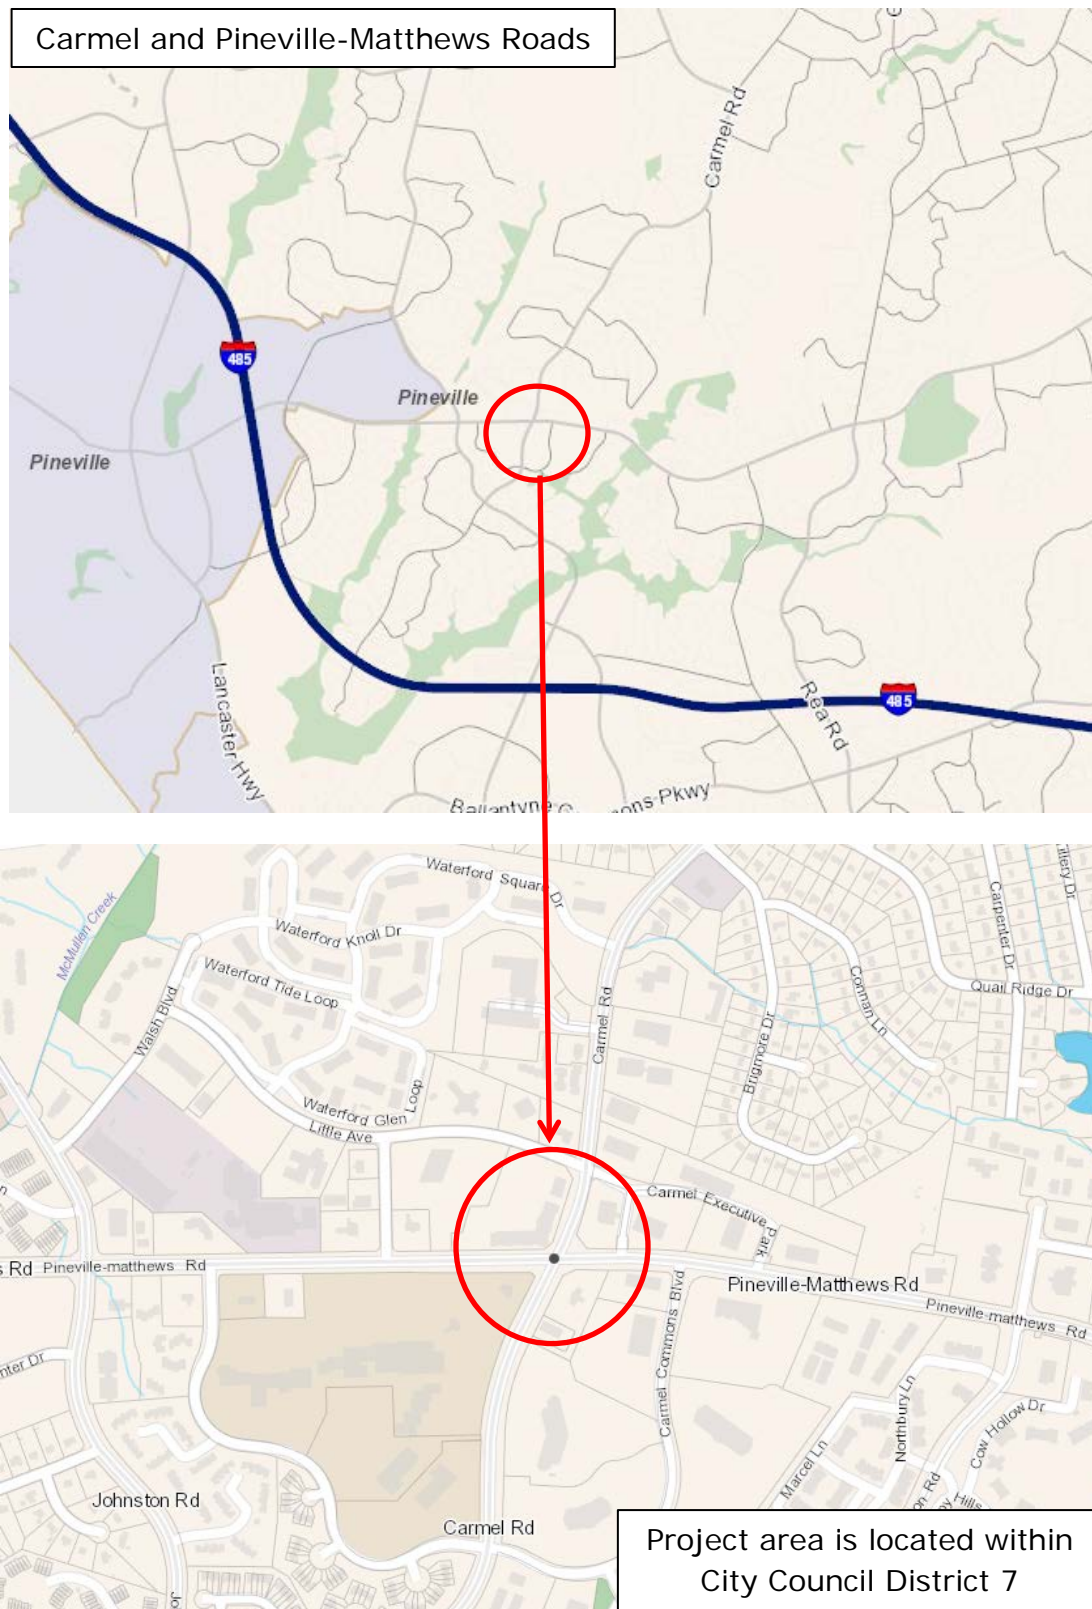 Carmel and Pineville-Matthews Roads
Carmel Rd
485
Pineville
Pineville
Lancaster Hwy
Rea Rd
485
Waterford Square Dr
McMullen Creek
Waterford Knoll Dr
Waterford Tide Loop
Walsh Blvd
Carmel Rd
Connan Ln
Carpenter Dr
Quail Ridge Dr
Brigmore Dr
Waterford Glen Loop
Little Ave
Carmel Executive Park
s Rd Pineville-matthews Rd
Pineville-Matthews Rd
Pineville-matthews Rd
Carmel Commons Blvd
Northbury Ln
Cow Hollow Dr
Marcel Ln
on Rd
Hills
Johnston Rd
Carmel Rd
Project area is located within
City Council District 7